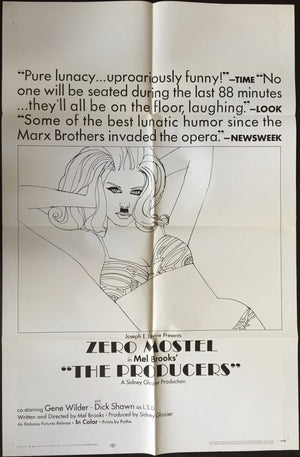 "Pure lunacy...uproariously funny!"–TIME "No
one will be seated during the last 88 minutes
...they'll all be on the floor, laughing."–LOOK
"Some of the best lunatic humor since the
Marx Brothers invaded the opera."–NEWSWEEK
Joseph E. Levine Presents
ZERO MOSTEL
in Mel Brooks'
"THE PRODUCERS"
A Sidney Glazier Production
co-starring Gene Wilder and Dick Shawn as L.S.D.
Written and Directed by Mel Brooks • Produced by Sidney Glazier
An Embassy Pictures Release • In Color • Prints by Pathe